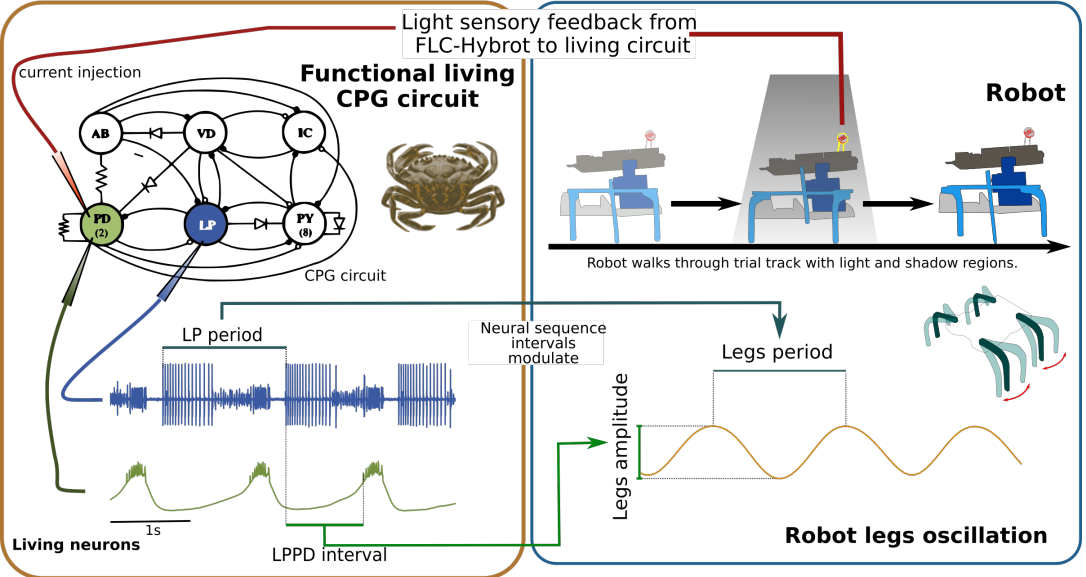 Light sensory feedback from
FLC-Hybrot to living circuit
current injection
Functional living
CPG circuit
Robot
AB
VD
IC
PD
(2)
LP
PY
(8)
CPG circuit
Robot walks through trial track with light and shadow regions.
LP period
Neural sequence
intervals
modulate
Legs period
Legs amplitude
1s
Living neurons
LPPD interval
Robot legs oscillation